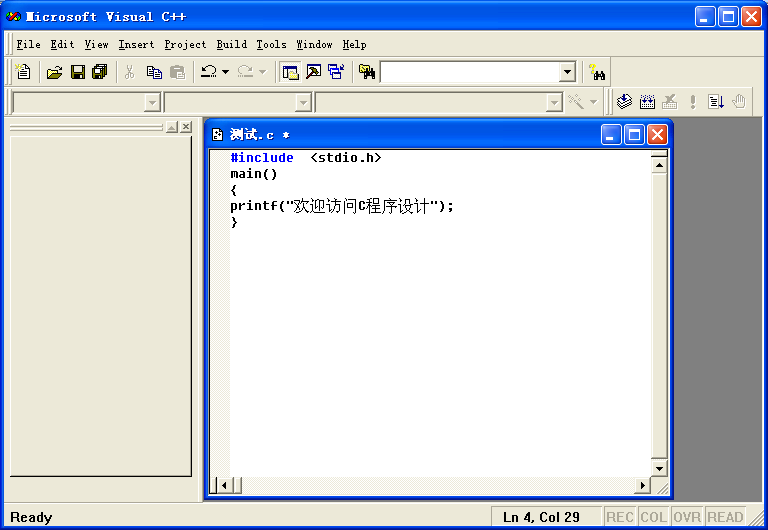 Microsoft Visual C++
File Edit View Insert Project Build Tools Window Help
测试.c *
#include  <stdio.h>
main()
{
printf("欢迎访问C程序设计");
}
Ready
Ln 4, Col 29
REC COL OVR READ